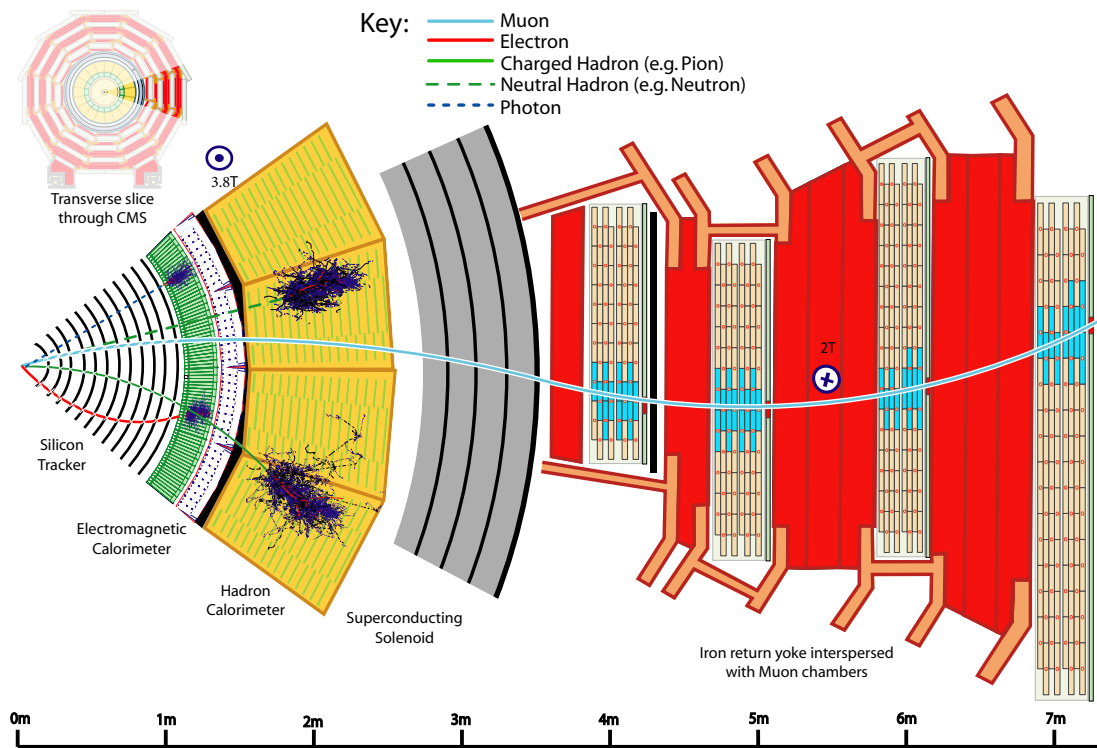 Key:
Muon
Electron
Charged Hadron (e.g. Pion)
Neutral Hadron (e.g. Neutron)
Photon
Transverse slice
through CMS
3.8T
2T
Silicon
Tracker
Electromagnetic
Calorimeter
Hadron
Calorimeter
Superconducting
Solenoid
Iron return yoke interspersed
with Muon chambers
0m
1m
2m
3m
4m
5m
6m
7m